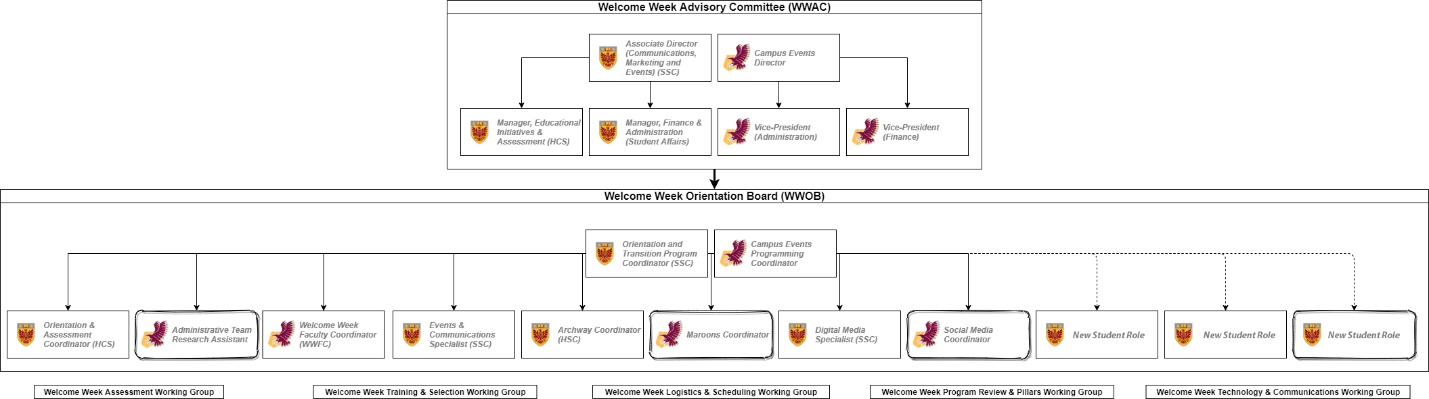 Welcome Week Advisory Committee (WWAC)
Associate Director
(Communications,
Marketing and
Events) (SSC)
Campus Events
Director
Manager, Educational
Initiatives &
Assessment (HCS)
Manager, Finance &
Administration
(Student Affairs)
Vice-President
(Administration)
Vice-President
(Finance)
Welcome Week Orientation Board (WWOB)
Orientation and
Transition Program
Coordinator (SSC)
Campus Events
Programming
Coordinator
Orientation &
Assessment
Coordinator (HCS)
Administrative Team
Research Assistant
Welcome Week
Faculty Coordinator
(WWFC)
Events &
Communications
Specialist (SSC)
Archway Coordinator
(HSC)
Maroons Coordinator
Digital Media
Specialist (SSC)
Social Media
Coordinator
New Student Role
New Student Role
New Student Role
Welcome Week Assessment Working Group
Welcome Week Training & Selection Working Group
Welcome Week Logistics & Scheduling Working Group
Welcome Week Program Review & Pillars Working Group
Welcome Week Technology & Communications Working Group